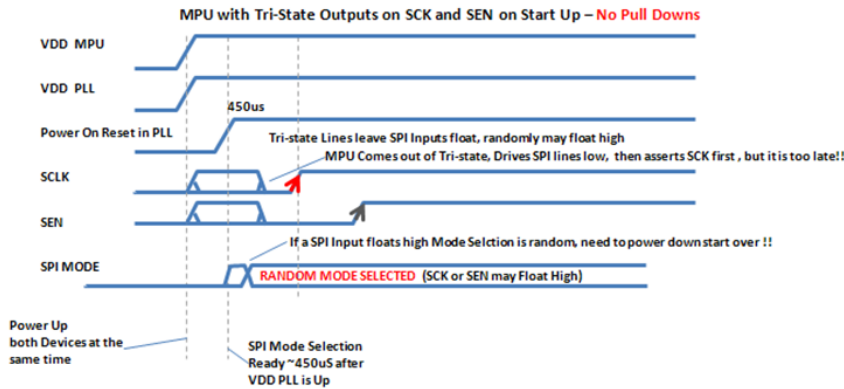 MPU with Tri-State Outputs on SCK and SEN on Start Up – No Pull Downs
VDD MPU
VDD PLL
450us
Power On Reset in PLL
Tri-state Lines leave SPI Inputs float, randomly may float high
MPU Comes out of Tri-state, Drives SPI lines low, then asserts SCK first, but it is too late!!
SCLK
SEN
If a SPI Input floats high Mode Selction is random, need to power down start over !!
SPI MODE
RANDOM MODE SELECTED (SCK or SEN may Float High)
Power Up
both Devices at the
same time
SPI Mode Selection
Ready ~450uS after
VDD PLL is Up